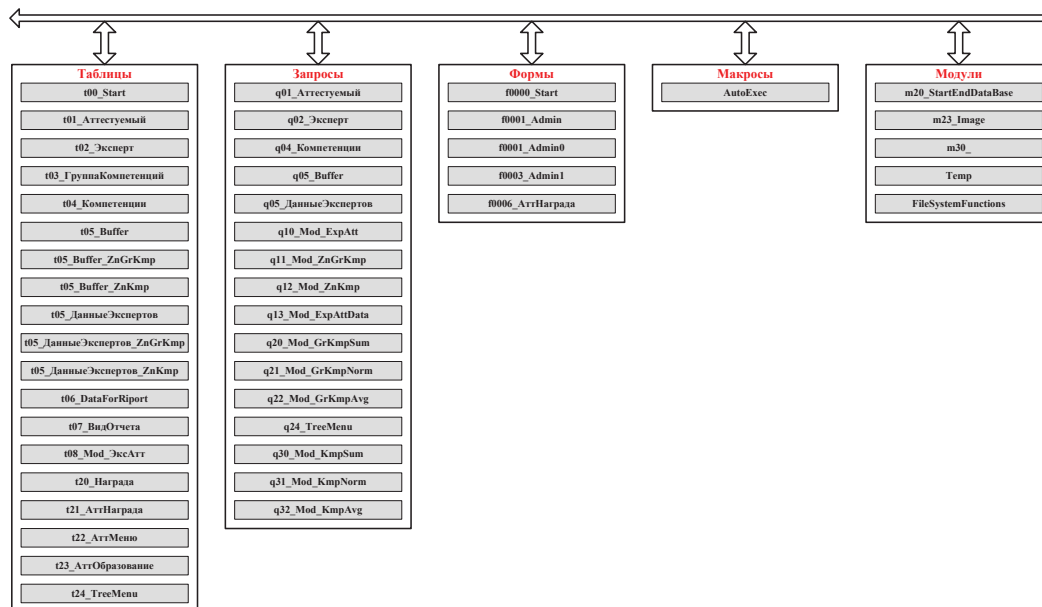 Таблицы
t00_Start
t01_Аттестуемый
t02_Эксперт
t03_ГруппаКомпетенций
t04_Компетенции
t05_Buffer
t05_Buffer_ZnGrKmp
t05_Buffer_ZnKmp
t05_ДанныеЭкспертов
t05_ДанныеЭкспертов_ZnGrKmp
t05_ДанныеЭкспертов_ZnKmp
t06_DataForRiport
t07_ВидОтчета
t08_Mod_ЭксАтт
t20_Награда
t21_АттНаграда
t22_АттМеню
t23_АттОбразование
t24_TreeMenu
Запросы
q01_Аттестуемый
q02_Эксперт
q04_Компетенции
q05_Buffer
q05_ДанныеЭкспертов
q10_Mod_ExpAtt
q11_Mod_ZnGrKmp
q12_Mod_ZnKmp
q13_Mod_ExpAttData
q20_Mod_GrKmpSum
q21_Mod_GrKmpNorm
q22_Mod_GrKmpAvg
q24_TreeMenu
q30_Mod_KmpSum
q31_Mod_KmpNorm
q32_Mod_KmpAvg
Формы
f0000_Start
f0001_Admin
f0001_Admin0
f0003_Admin1
f0006_АттНаграда
Макросы
AutoExec
Модули
m20_StartEndDataBase
m23_Image
m30_
Temp
FileSystemFunctions